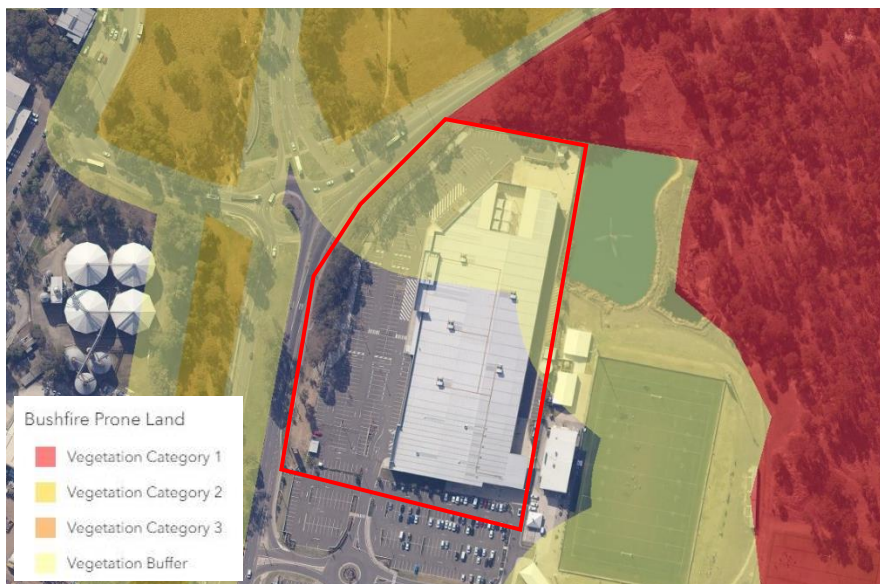 Bushfire Prone Land
Vegetation Category 1
Vegetation Category 2
Vegetation Category 3
Vegetation Buffer